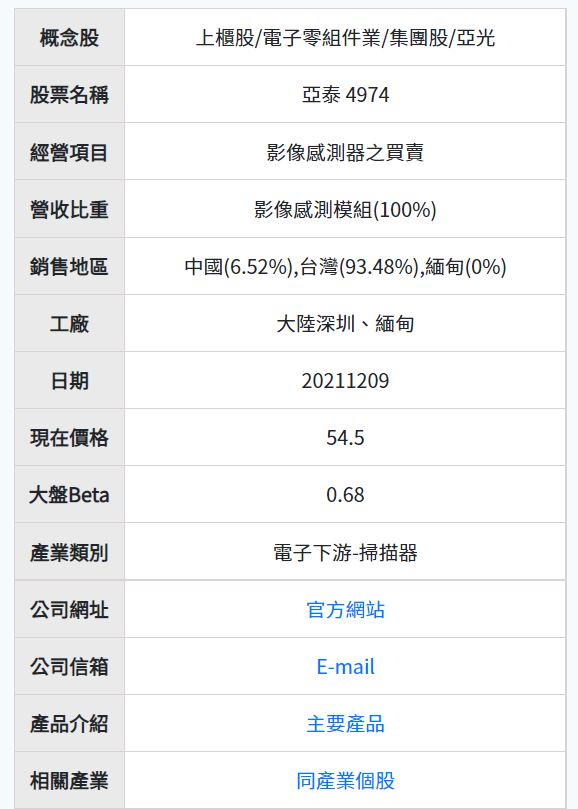 概念股 上櫃股/電子零組件業/集團股/亞光
股票名稱 亞泰 4974
經營項目 影像感測器之買賣
營收比重 影像感測模組(100%)
銷售地區 中國(6.52%),台灣(93.48%),緬甸(0%)
工廠 大陸深圳、緬甸
日期 20211209
現在價格 54.5
大盤Beta 0.68
產業類別 電子下游-掃描器
公司網址 官方網站
公司信箱 E-mail
產品介紹 主要產品
相關產業 同產業個股